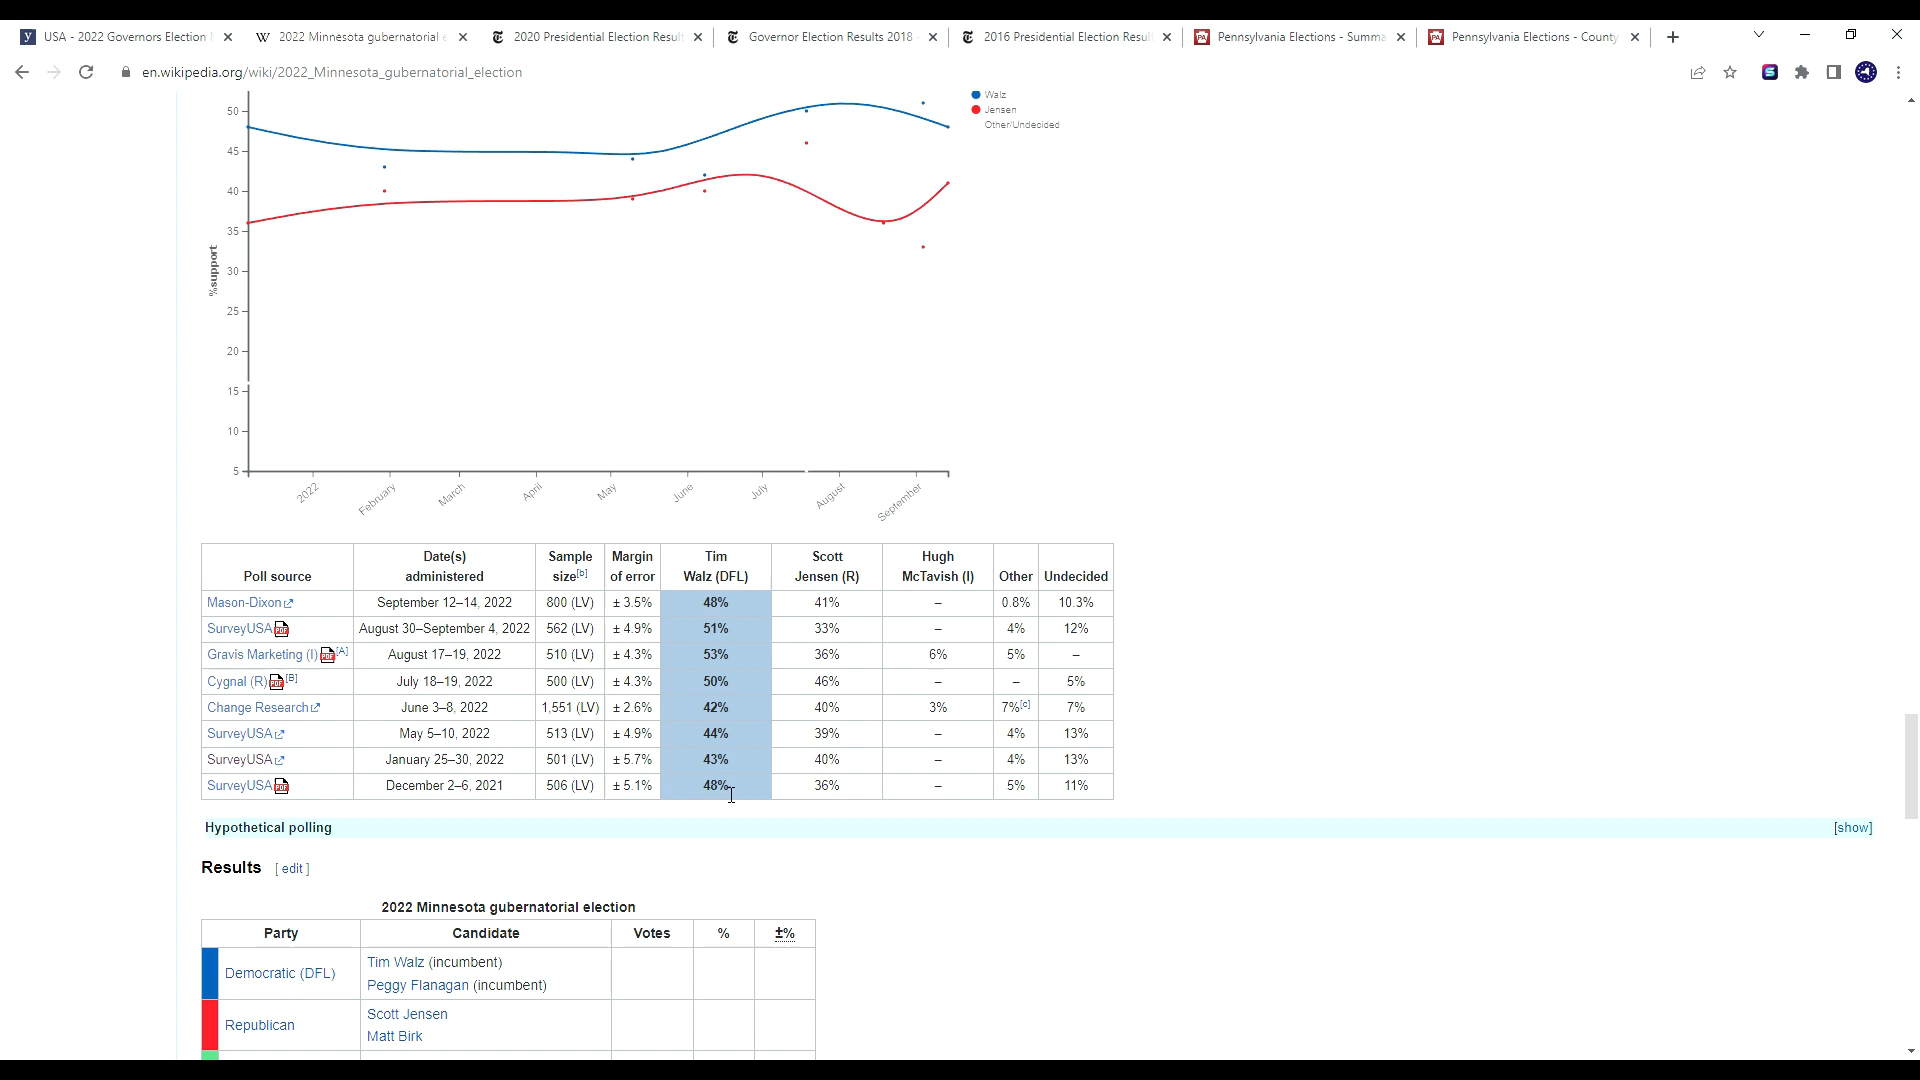 USA - 2022 Governors Election
2022 Minnesota gubernatorial e
2020 Presidential Election Resul
Governor Election Results 2018
2016 Presidential Election Resul
Pennsylvania Elections - Summa
Pennsylvania Elections - County
en.wikipedia.org/wiki/2022_Minnesota_gubernatorial_election
Walz
Jensen
Other/Undecided
50
45
40
35
30
25
20
15
10
5
%support
2022
February
March
April
May
June
July
August
September
Poll source Date(s) administered Sample size[b] Margin of error Tim Walz (DFL) Scott Jensen (R) Hugh McTavish (I) Other Undecided
Mason-Dixon September 12–14, 2022 800 (LV) ± 3.5% 48% 41% – 0.8% 10.3%
SurveyUSA August 30–September 4, 2022 562 (LV) ± 4.9% 51% 33% – 4% 12%
Gravis Marketing (I)[A] August 17–19, 2022 510 (LV) ± 4.3% 53% 36% 6% 5% –
Cygnal (R)[B] July 18–19, 2022 500 (LV) ± 4.3% 50% 46% – – 5%
Change Research June 3–8, 2022 1,551 (LV) ± 2.6% 42% 40% 3% 7%[c] 7%
SurveyUSA May 5–10, 2022 513 (LV) ± 4.9% 44% 39% – 4% 13%
SurveyUSA January 25–30, 2022 501 (LV) ± 5.7% 43% 40% – 4% 13%
SurveyUSA December 2–6, 2021 506 (LV) ± 5.1% 48% 36% – 5% 11%
Hypothetical polling [show]
Results [ edit ]
2022 Minnesota gubernatorial election
Party Candidate Votes % ±%
Democratic (DFL) Tim Walz (incumbent)
Peggy Flanagan (incumbent)
Republican Scott Jensen
Matt Birk